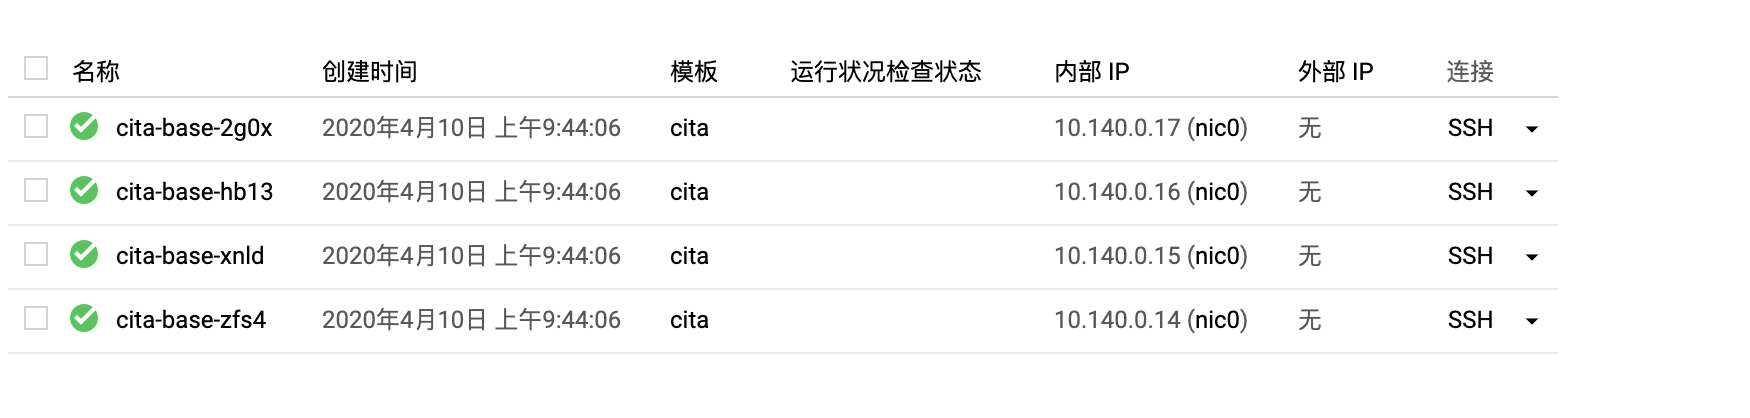 名称 创建时间 模板 运行状况检查状态 内部 IP 外部 IP 连接
cita-base-2g0x 2020年4月10日 上午9:44:06 cita 10.140.0.17 (nic0) 无 SSH
cita-base-hb13 2020年4月10日 上午9:44:06 cita 10.140.0.16 (nic0) 无 SSH
cita-base-xnld 2020年4月10日 上午9:44:06 cita 10.140.0.15 (nic0) 无 SSH
cita-base-zfs4 2020年4月10日 上午9:44:06 cita 10.140.0.14 (nic0) 无 SSH